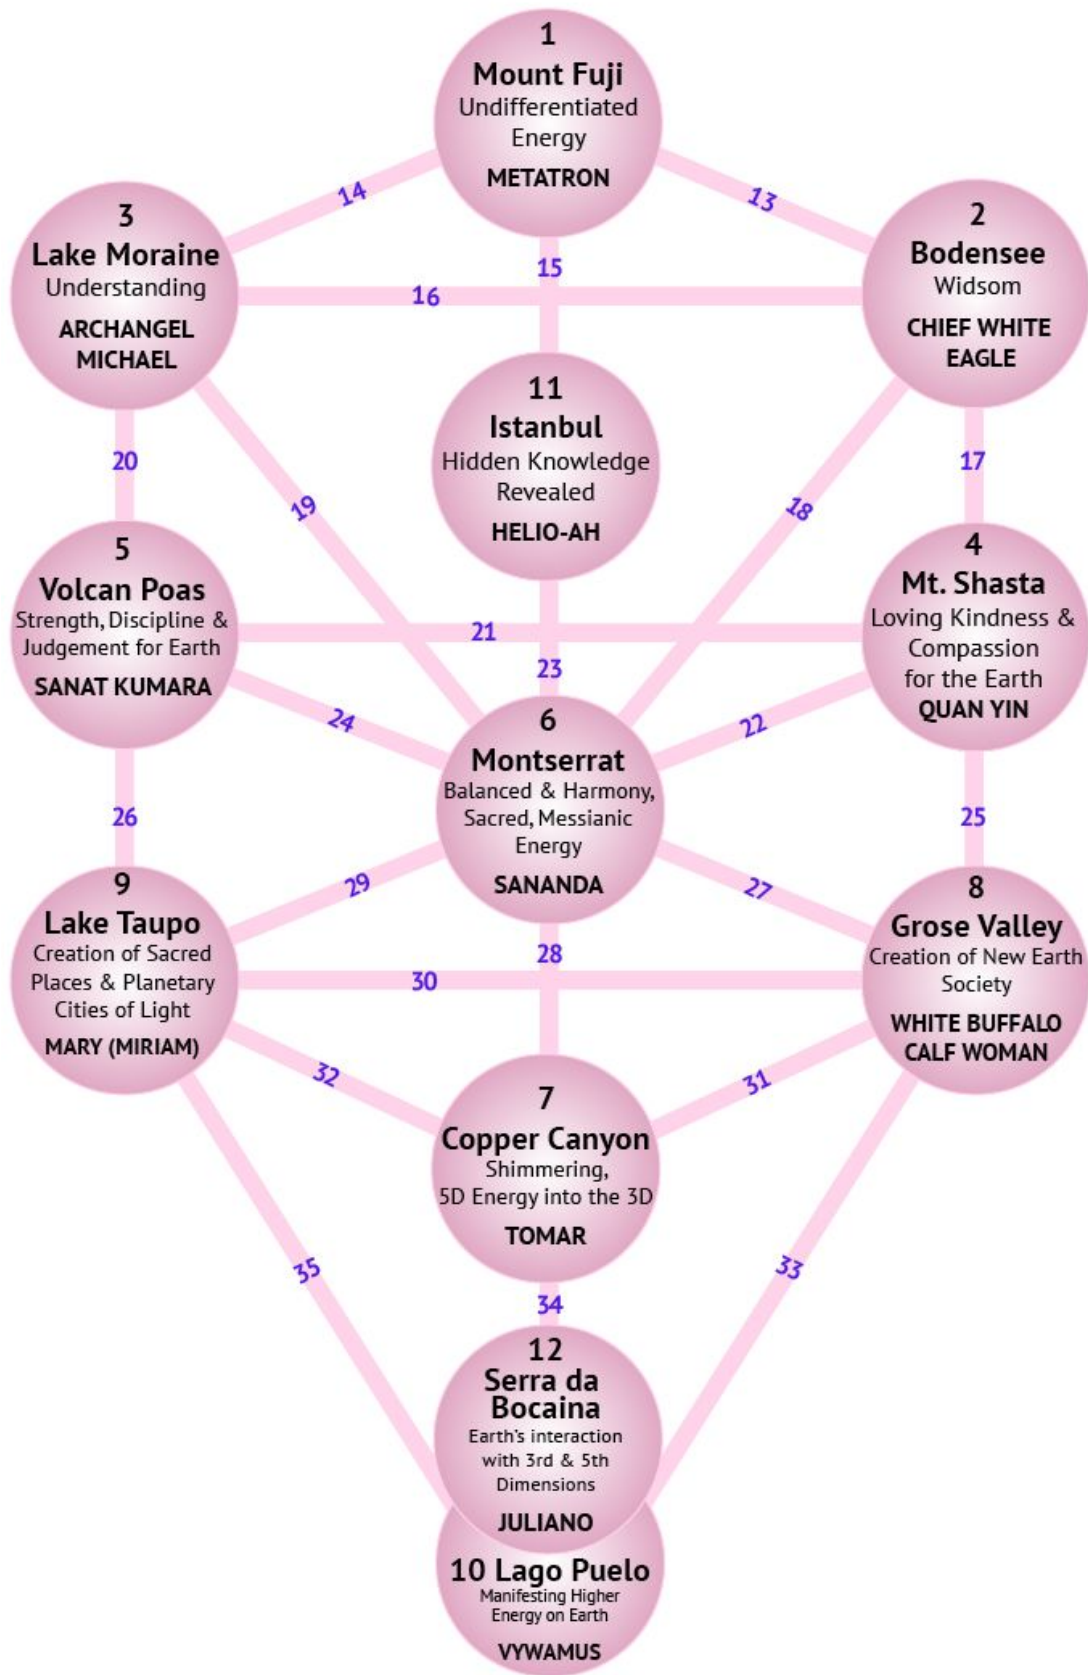 1
Mount Fuji
Undifferentiated
Energy
METATRON
14
13
3
Lake Moraine
Understanding
ARCHANGEL
MICHAEL
2
Bodensee
Widsom
CHIEF WHITE
EAGLE
15
16
11
Istanbul
Hidden Knowledge
Revealed
HELIO-AH
20
19
18
17
5
Volcan Poas
Strength, Discipline &
Judgement for Earth
SANAT KUMARA
4
Mt. Shasta
Loving Kindness &
Compassion
for the Earth
QUAN YIN
21
23
24
22
6
Montserrat
Balanced & Harmony,
Sacred, Messianic
Energy
SANANDA
26
25
9
Lake Taupo
Creation of Sacred
Places & Planetary
Cities of Light
MARY (MIRIAM)
29
27
28
30
8
Grose Valley
Creation of New Earth
Society
WHITE BUFFALO
CALF WOMAN
32
31
7
Copper Canyon
Shimmering,
5D Energy into the 3D
TOMAR
35
33
34
12
Serra da
Bocaina
Earth's interaction
with 3rd & 5th
Dimensions
JULIANO
10 Lago Puelo
Manifesting Higher
Energy on Earth
VYWAMUS